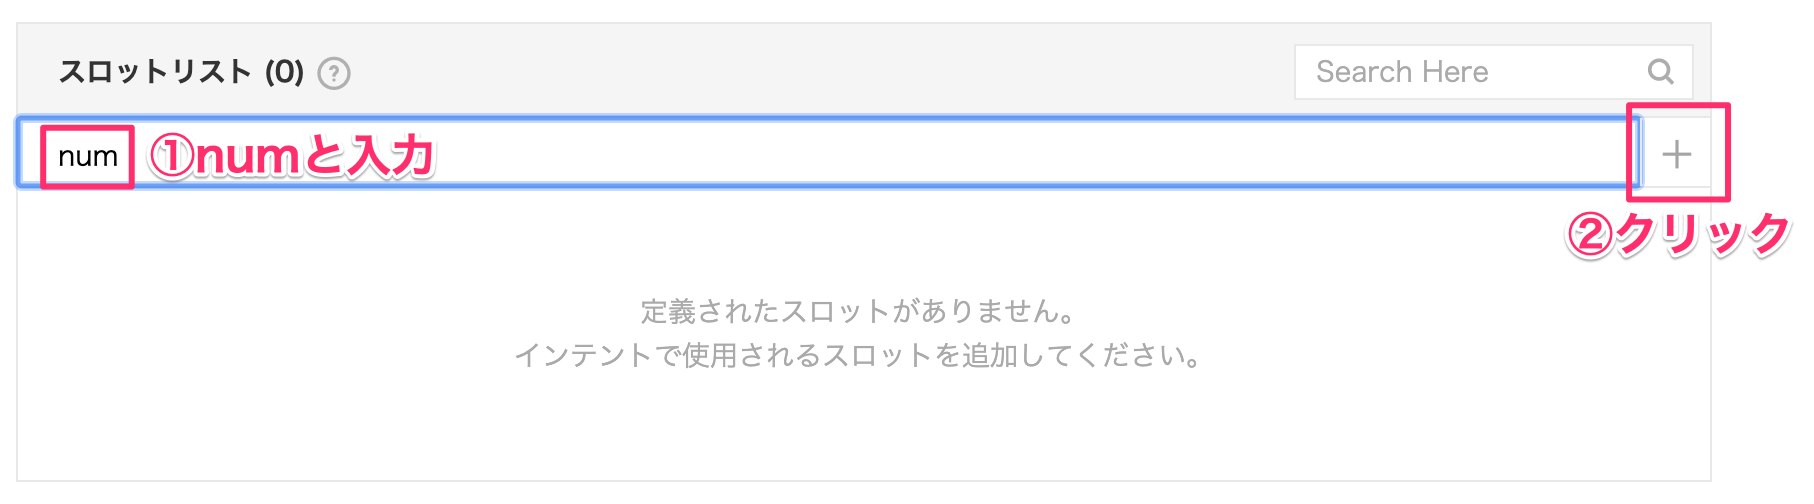 スロットリスト (0) ?
Search Here
num ①numと入力
②クリック
定義されたスロットがありません。
インテントで使用されるスロットを追加してください。